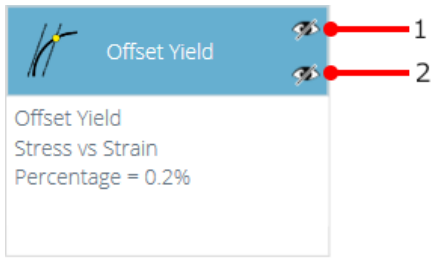 Offset Yield
1
2
Offset Yield
Stress vs Strain
Percentage = 0.2%